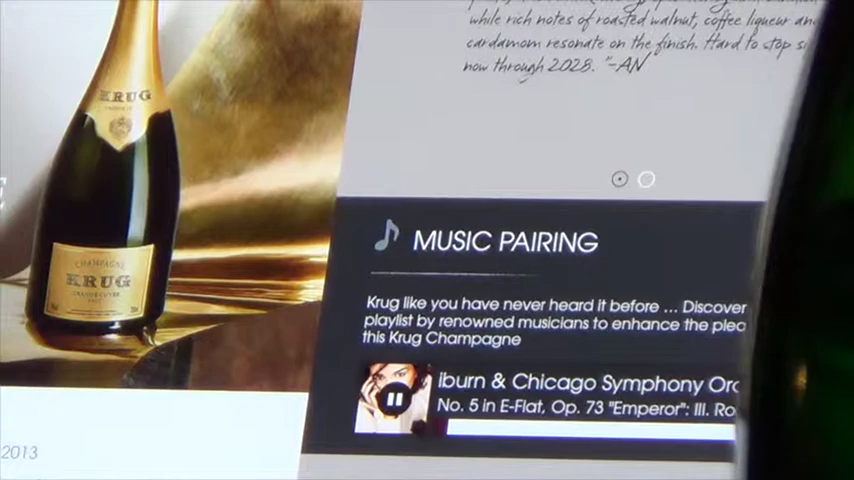 while rich notes of roasted walnut, coffee liqueur and
cardamom resonate on the finish. Hard to stop
now through 2028. "-AN
KRUG
CHAMPAGNE
KRUG
GRANDE CUVÉE
MUSIC PAIRING
Krug like you have never heard it before ... Discover
playlist by renowned musicians to enhance the
this Krug Champagne
iburn & Chicago Symphony
No. 5 in E-Flat, Op. 73 "Emperor": III.
2013